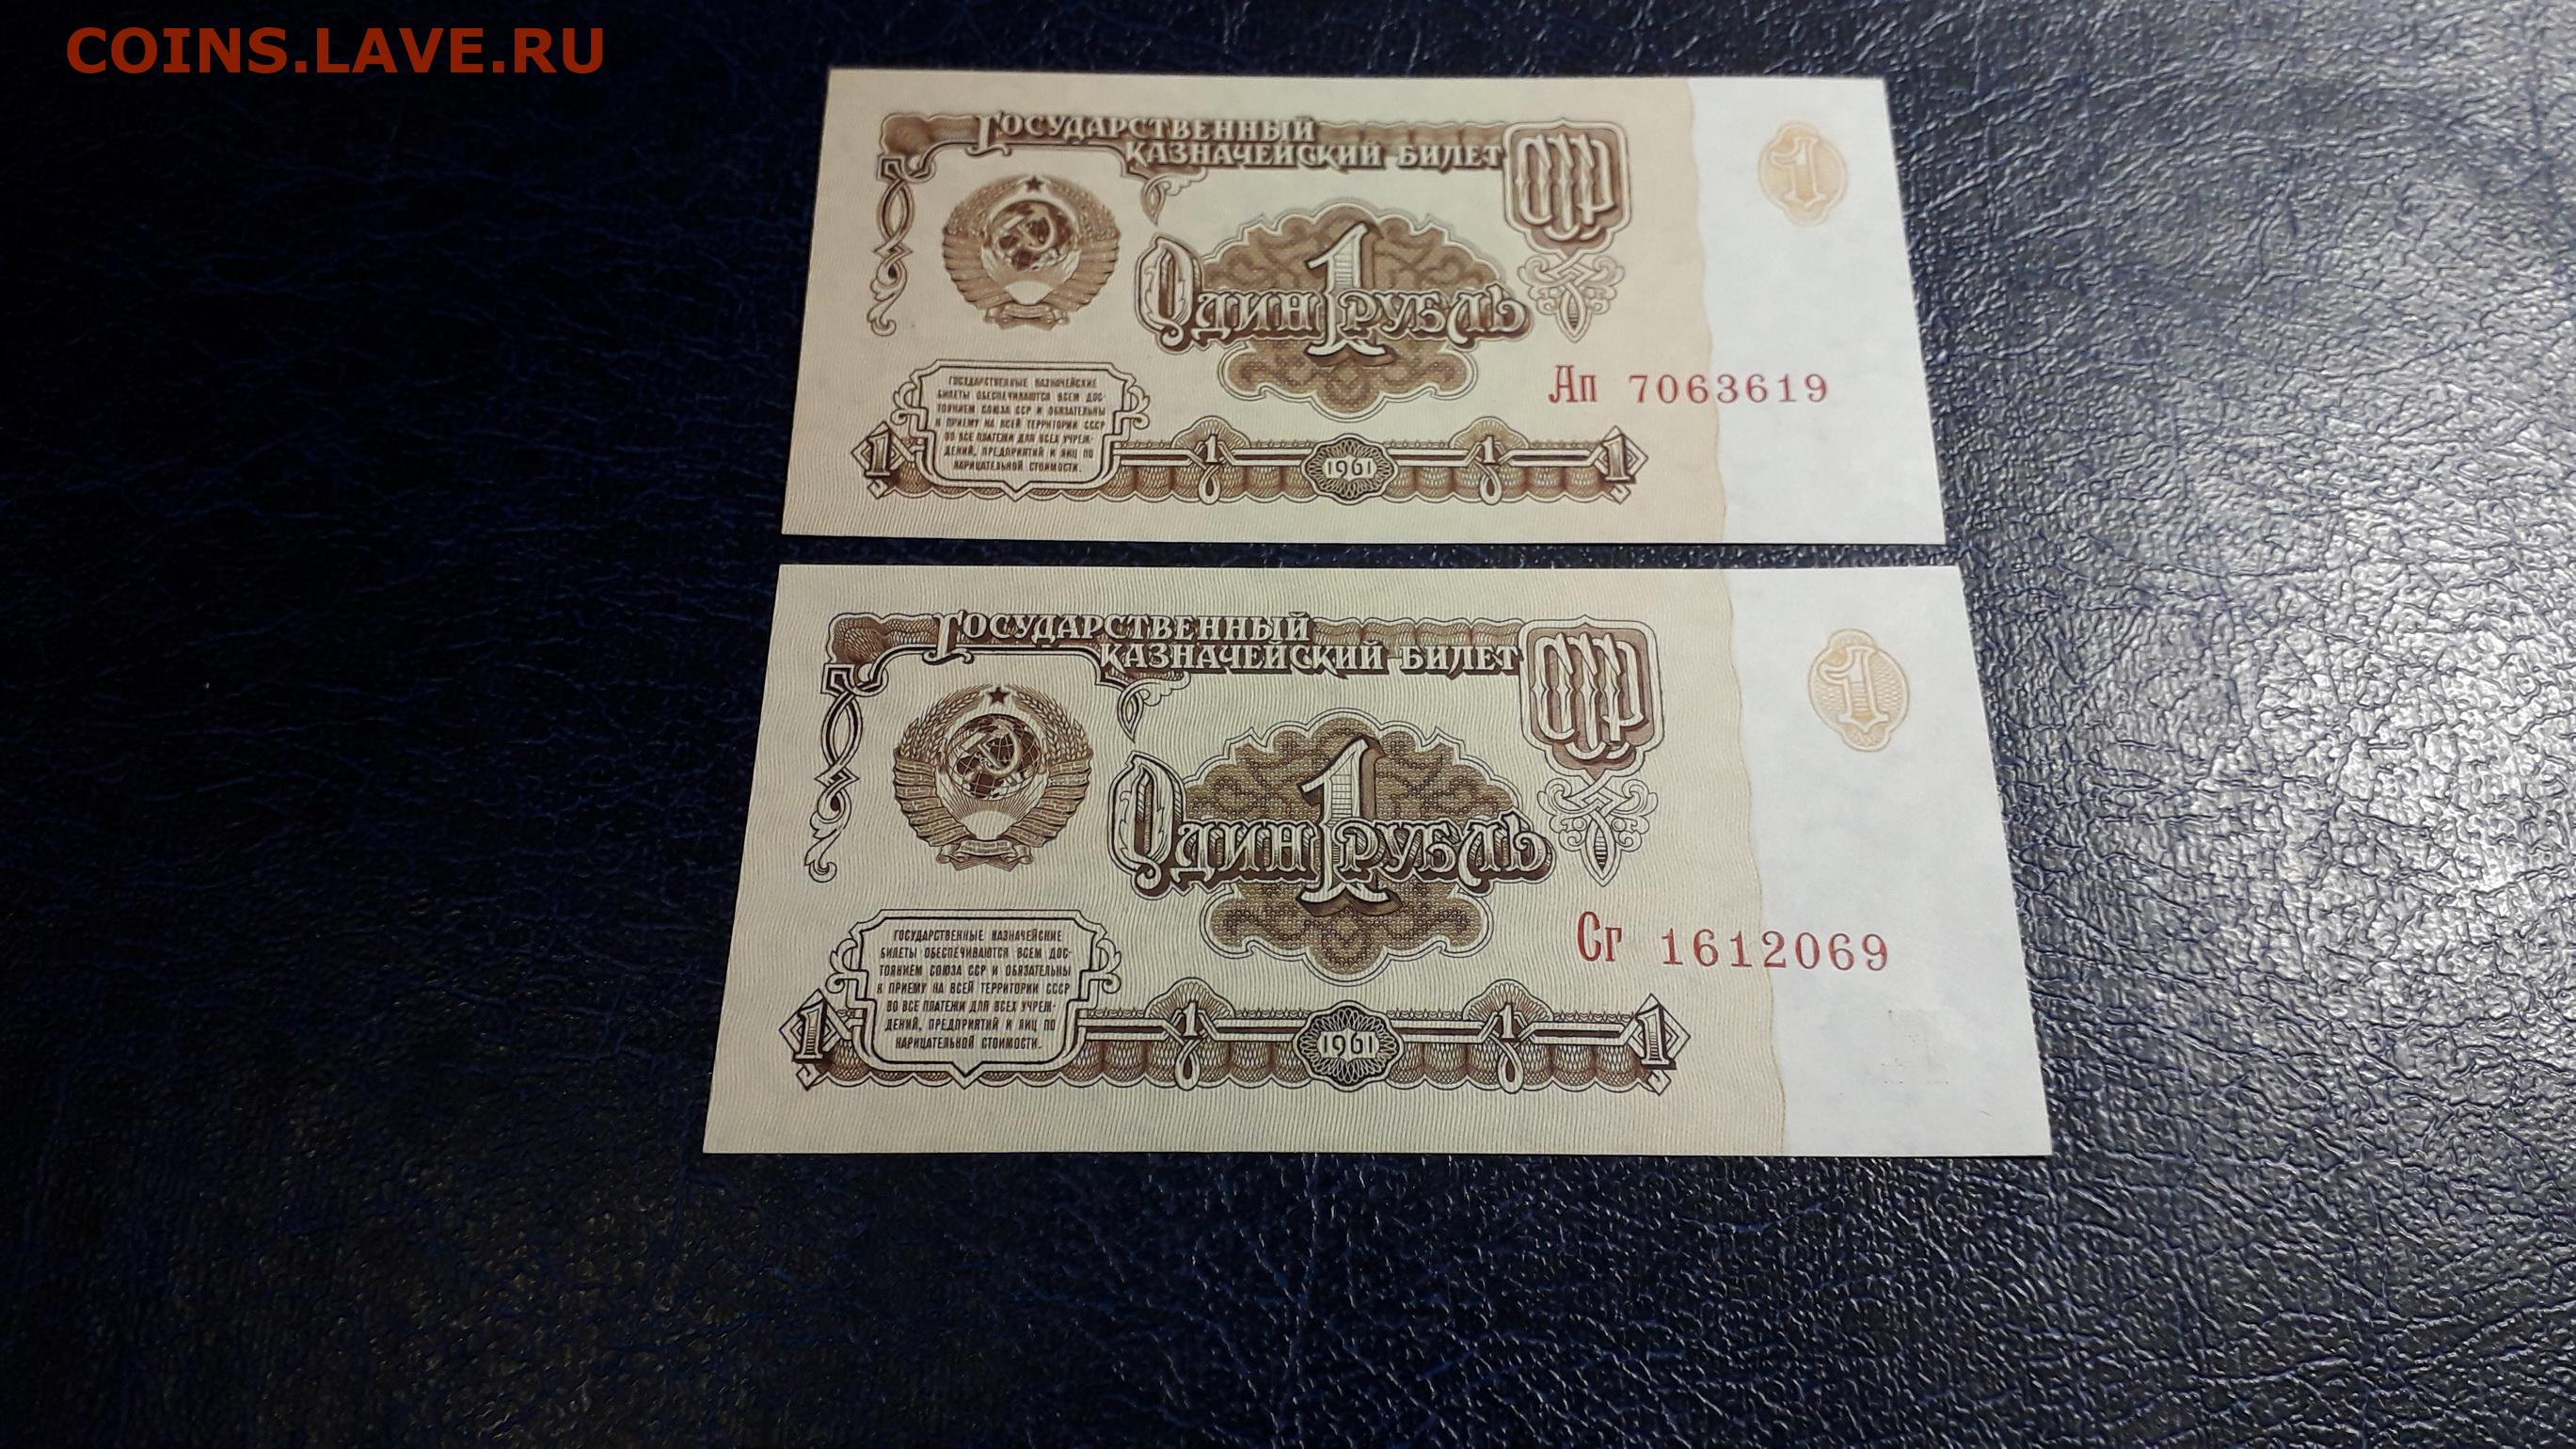 COINS.LAVE.RU
ГОСУДАРСТВЕННЫЙ
КАЗНАЧЕЙСКИЙ БИЛЕТ
СССР
1
1
ОДИН РУБЛЬ
Ап 7063619
ГОСУДАРСТВЕННЫЕ КАЗНАЧЕЙСКИЕ
БИЛЕТЫ ОБЕСПЕЧИВАЮТСЯ ВСЕМ ДОС-
ТОЯНИЕМ СОЮЗА ССР И ОБЯЗАТЕЛЬНЫ
К ПРИЕМУ НА ВСЕЙ ТЕРРИТОРИИ СССР
ВО ВСЕ ПЛАТЕЖИ ДЛЯ ВСЕХ УЧРЕЖ-
ДЕНИЙ, ПРЕДПРИЯТИЙ И ЛИЦ ПО
НАРИЦАТЕЛЬНОЙ СТОИМОСТИ.
1 1 1961 1 1
ГОСУДАРСТВЕННЫЙ
КАЗНАЧЕЙСКИЙ БИЛЕТ
СССР
1
1
ОДИН РУБЛЬ
Сг 1612069
ГОСУДАРСТВЕННЫЕ КАЗНАЧЕЙСКИЕ
БИЛЕТЫ ОБЕСПЕЧИВАЮТСЯ ВСЕМ ДОС-
ТОЯНИЕМ СОЮЗА ССР И ОБЯЗАТЕЛЬНЫ
К ПРИЕМУ НА ВСЕЙ ТЕРРИТОРИИ СССР
ВО ВСЕ ПЛАТЕЖИ ДЛЯ ВСЕХ УЧРЕЖ-
ДЕНИЙ, ПРЕДПРИЯТИЙ И ЛИЦ ПО
НАРИЦАТЕЛЬНОЙ СТОИМОСТИ.
1 1 1961 1 1